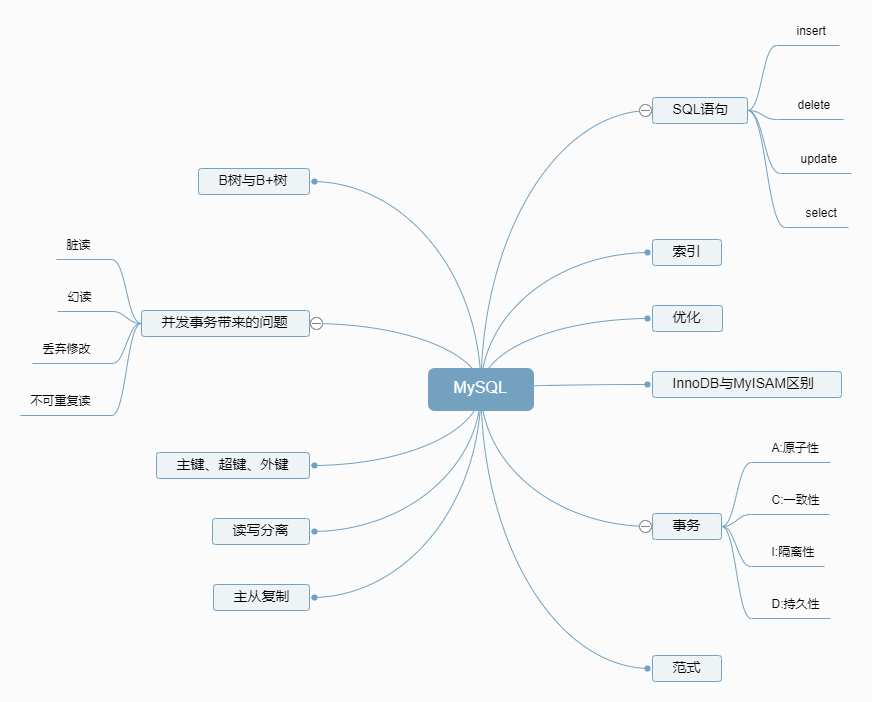 MySQL
SQL语句
insert
delete
update
select
索引
优化
InnoDB与MyISAM区别
事务
A:原子性
C:一致性
I:隔离性
D:持久性
范式
B树与B+树
并发事务带来的问题
脏读
幻读
丢弃修改
不可重复读
主键、超键、外键
读写分离
主从复制